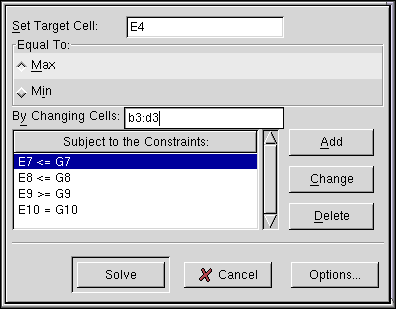 Set Target Cell: E4
Equal To:
Max
Min
By Changing Cells: b3:d3
Subject to the Constraints:
E7 <= G7
E8 <= G8
E9 >= G9
E10 = G10
Add
Change
Delete
Solve Cancel Options...